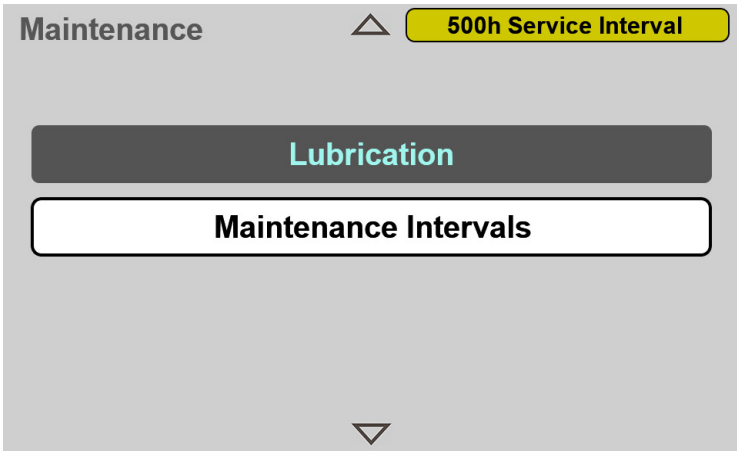 Maintenance
500h Service Interval
Lubrication
Maintenance Intervals